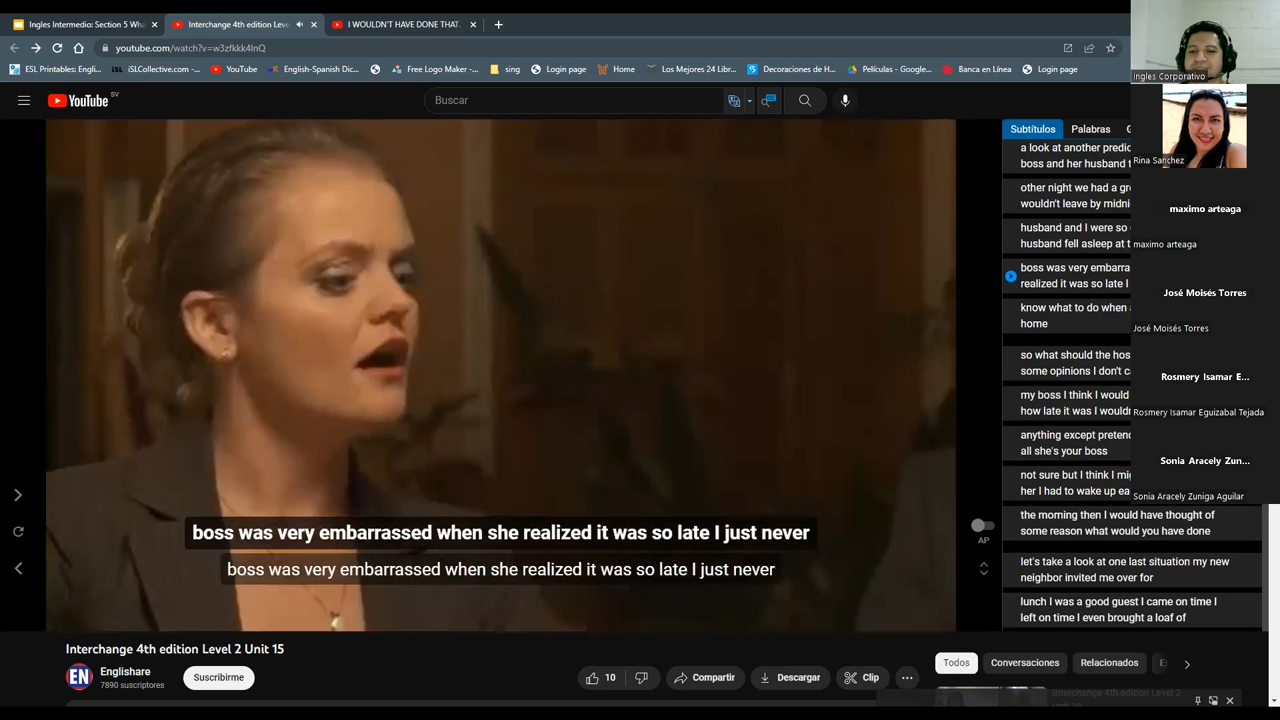 Ingles Intermedio: Section 5 Wha
Interchange 4th edition Leve
I WOULDN'T HAVE DONE THAT.
youtube.com/watch?v=w3zfkkk4lnQ
ESL Printables: Engli...
iSL
iSLCollective.com -...
YouTube
English-Spanish Dic...
Free Logo Maker -...
sing
Login page
Home
Los Mejores 24 Libr...
Decoraciones de H...
Películas - Google...
Banca en Línea
Login page
YouTube
SV
Buscar
Subtítulos
Palabras
G
a look at another predic
boss and her husband t
other night we had a gr
wouldn't leave by midni
husband and I were so
husband fell asleep at t
boss was very embarra
realized it was so late I
know what to do when
home
so what should the hos
some opinions I don't c
my boss I think I would
how late it was I wouldn
anything except pretend
all she's your boss
not sure but I think I mi
her I had to wake up ea
the morning then I would have thought of
some reason what would you have done
let's take a look at one last situation my new
neighbor invited me over for
lunch I was a good guest I came on time I
left on time I even brought a loaf of
boss was very embarrassed when she realized it was so late I just never
boss was very embarrassed when she realized it was so late I just never
AP
Interchange 4th edition Level 2 Unit 15
EN
Englishare
7890 suscriptores
Suscribirme
10
Compartir
Descargar
Clip
Todos
Conversaciones
Relacionados
Interchange 4th edition Level 2
Ingles Corporativo
Rina Sanchez
maximo arteaga
maximo arteaga
José Moisés Torres
José Moisés Torres
Rosmery Isamar E...
Rosmery Isamar Eguizabal Tejada
Sonia Aracely Zun...
Sonia Aracely Zuniga Aguilar